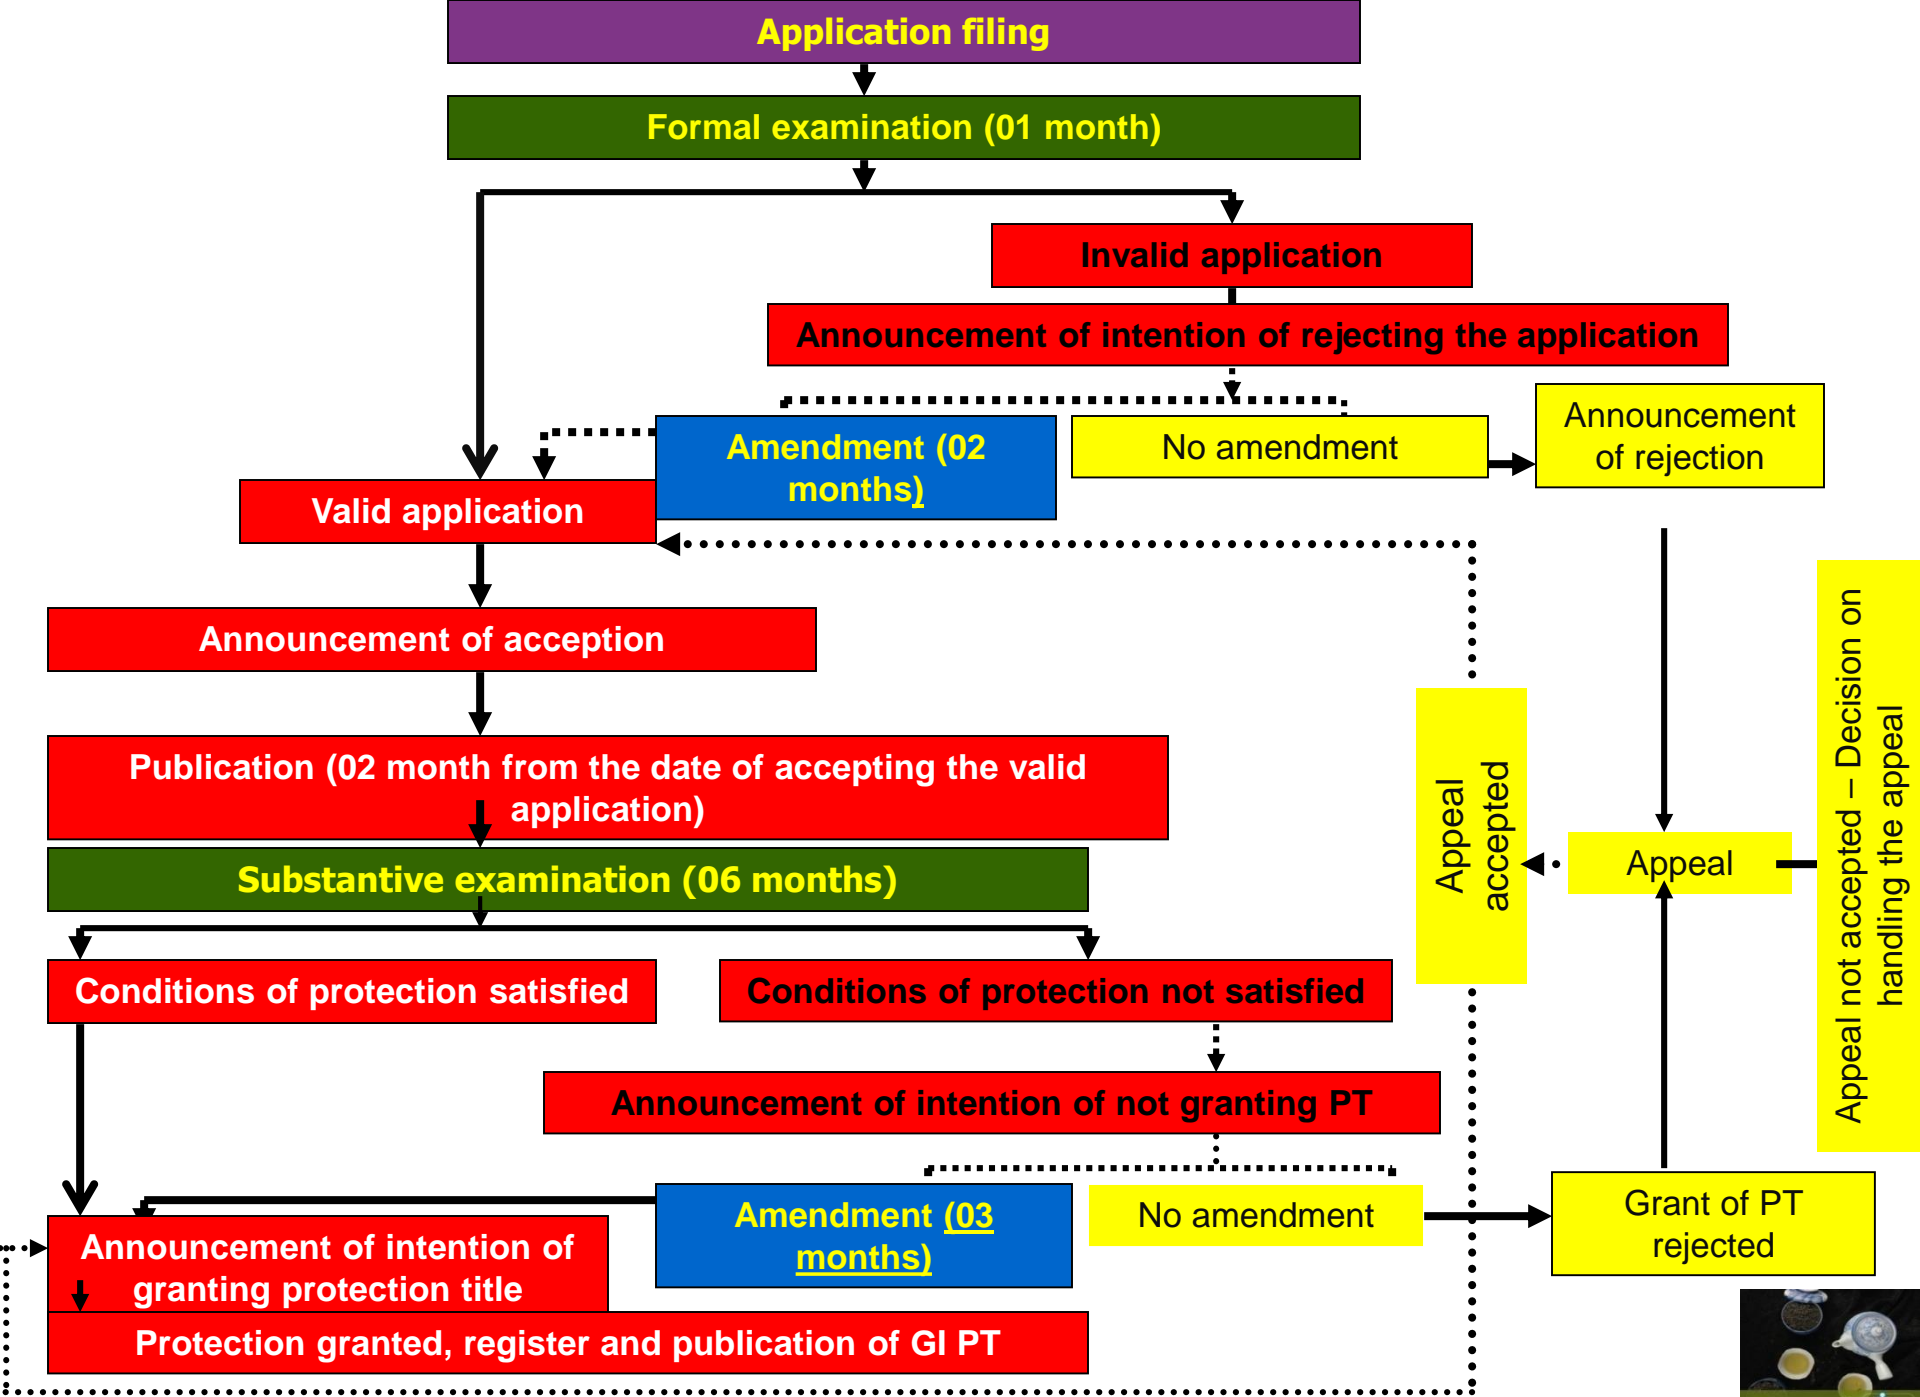 Application filing
Formal examination (01 month)
Invalid application
Announcement of intention of rejecting the application
Announcement
of rejection
Amendment (02
months)
No amendment
Valid application
Announcement of acception
Publication (02 month from the date of accepting the valid
application)
Appeal
accepted
Appeal
Appeal not accepted – Decision on
handling the appeal
Substantive examination (06 months)
Conditions of protection satisfied
Conditions of protection not satisfied
Announcement of intention of not granting PT
Amendment (03
months)
No amendment
Grant of PT
rejected
Announcement of intention of
granting protection title
Protection granted, register and publication of GI PT